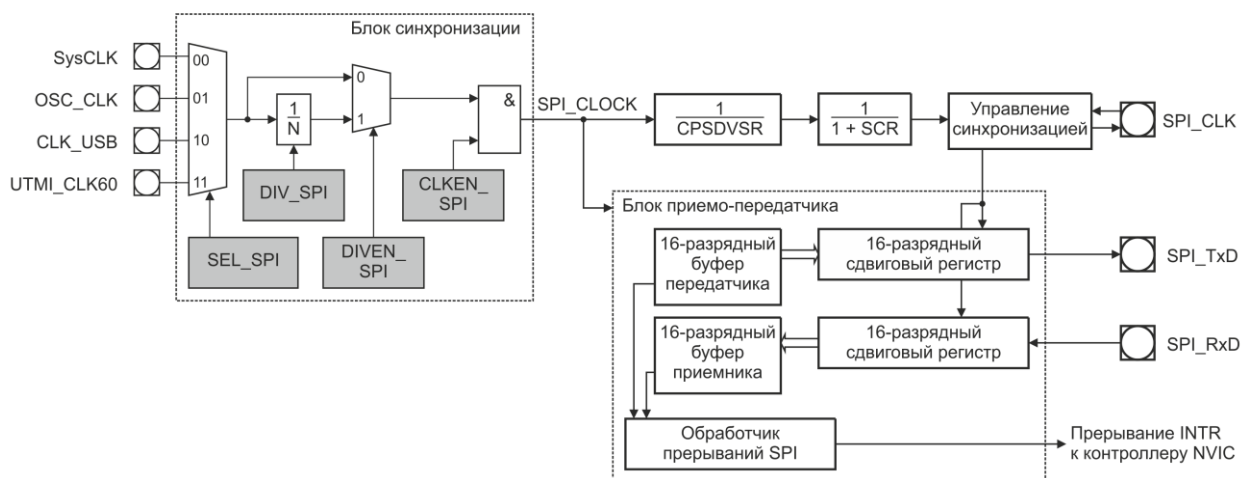 Блок синхронизации
SysCLK
00
OSC_CLK
01
CLK_USB
10
UTMI_CLK60
11
1
N
0
1
&
DIV_SPI
CLKEN_
SPI
SEL_SPI
DIVEN_
SPI
SPI_CLOCK
1
CPSDVSR
1
1 + SCR
Управление
синхронизацией
SPI_CLK
Блок приемо-передатчика
16-разрядный
буфер
передатчика
16-разрядный
сдвиговый регистр
SPI_TxD
16-разрядный
буфер
приемника
16-разрядный
сдвиговый регистр
SPI_RxD
Обработчик
прерываний SPI
Прерывание INTR
к контроллеру NVIC